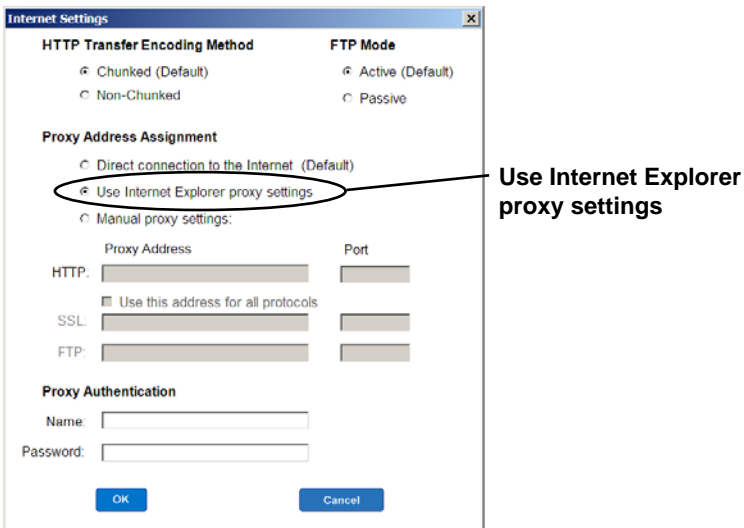 Internet Settings
HTTP Transfer Encoding Method FTP Mode
Chunked (Default) Active (Default)
Non-Chunked Passive
Proxy Address Assignment
Direct connection to the Internet (Default)
Use Internet Explorer proxy settings
Manual proxy settings:
Use Internet Explorer
proxy settings
Proxy Address Port
HTTP:
Use this address for all protocols
SSL:
FTP:
Proxy Authentication
Name:
Password:
OK Cancel